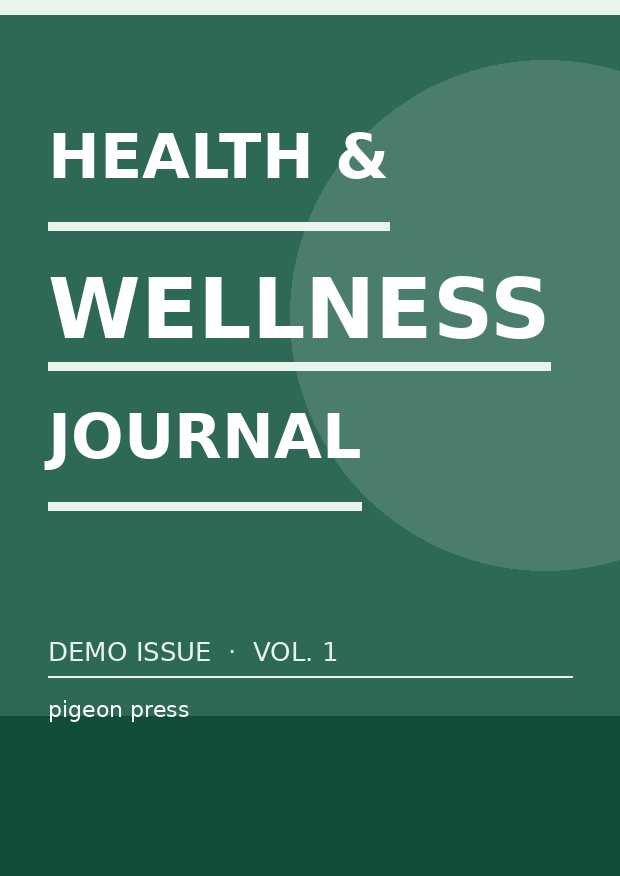 HEALTH &
WELLNESS
JOURNAL
DEMO ISSUE · VOL. 1
pigeon press